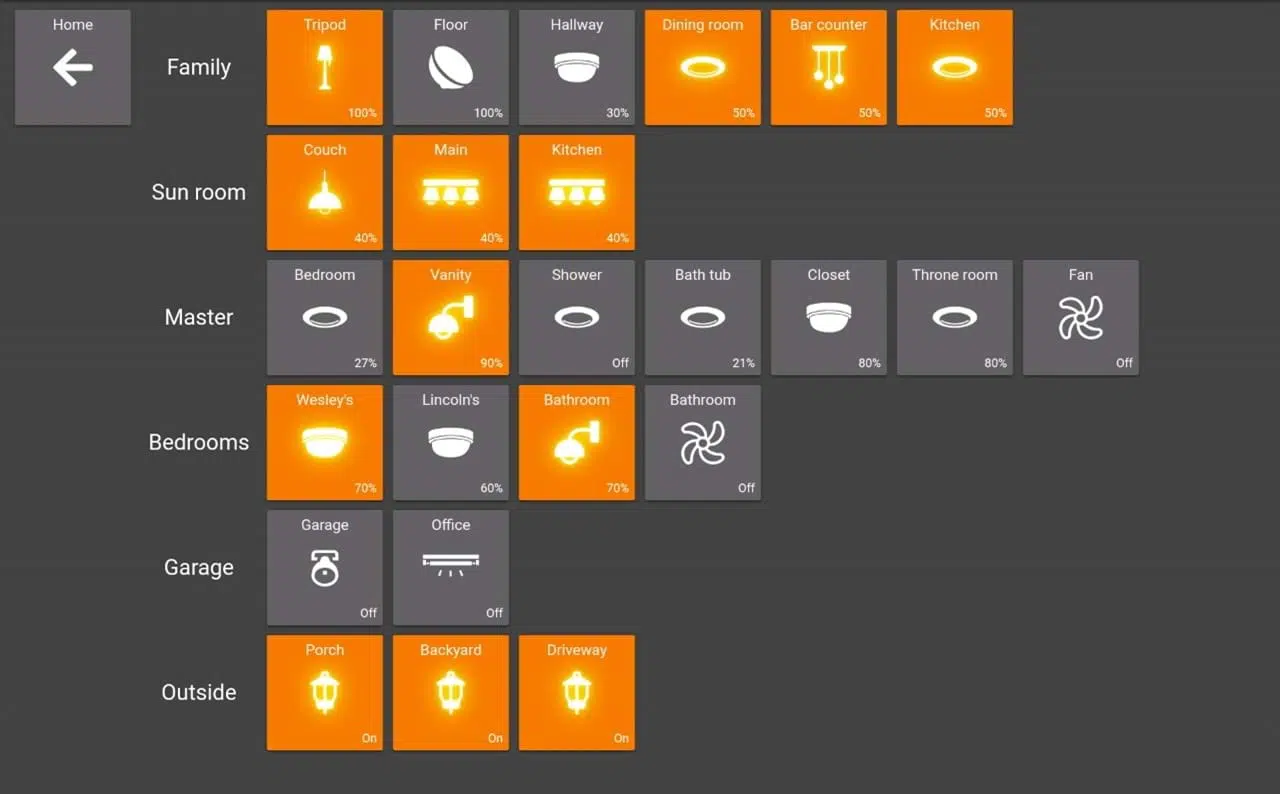 Home
Family
Tripod
100%
Floor
100%
Hallway
30%
Dining room
50%
Bar counter
50%
Kitchen
50%
Sun room
Couch
40%
Main
40%
Kitchen
40%
Master
Bedroom
27%
Vanity
90%
Shower
Off
Bath tub
21%
Closet
80%
Throne room
80%
Fan
Off
Bedrooms
Wesley's
70%
Lincoln's
60%
Bathroom
70%
Bathroom
Off
Garage
Garage
Off
Office
Off
Outside
Porch
On
Backyard
On
Driveway
On